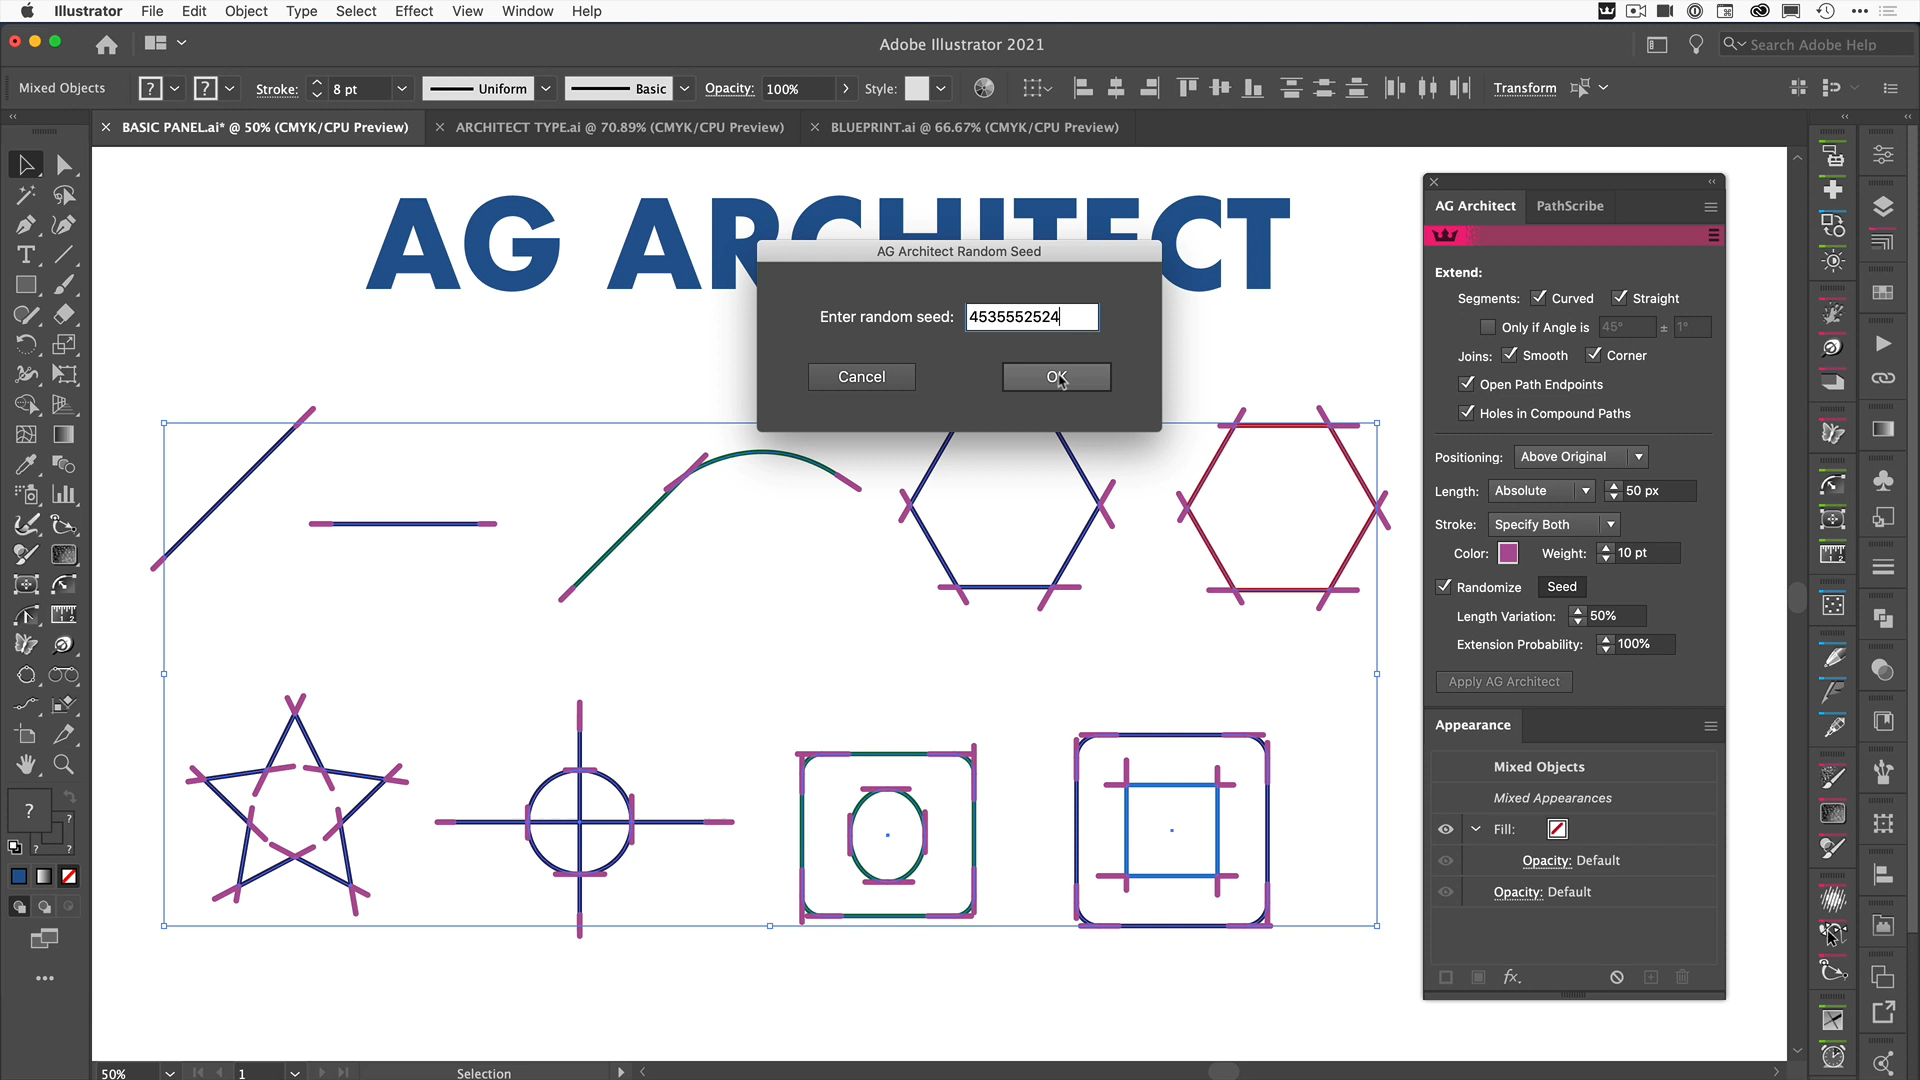 Illustrator File Edit Object Type Select Effect View Window Help
Adobe Illustrator 2021
Search Adobe Help
Mixed Objects ? ? Stroke: 8 pt Uniform Basic Opacity: 100% Style: Transform
BASIC PANEL.ai* @ 50% (CMYK/CPU Preview) ARCHITECT TYPE.ai @ 70.89% (CMYK/CPU Preview) BLUEPRINT.ai @ 66.67% (CMYK/CPU Preview)
AG ARCHITECT
AG Architect Random Seed
Enter random seed: 4535552524
Cancel OK
AG Architect PathScribe
Extend:
Segments: Curved Straight
Only if Angle is 45° ± 1°
Joins: Smooth Corner
Open Path Endpoints
Holes in Compound Paths
Positioning: Above Original
Length: Absolute 50 px
Stroke: Specify Both
Color: Weight: 10 pt
Randomize Seed
Length Variation: 50%
Extension Probability: 100%
Apply AG Architect
Appearance
Mixed Objects
Mixed Appearances
Fill:
Opacity: Default
Opacity: Default
fx.
50% 1 Selection